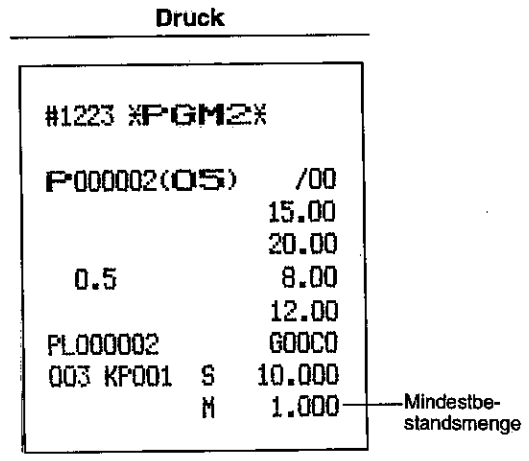 Druck
#1223 *PGM2*
P000002(05) /00
15.00
20.00
0.5 8.00
12.00
PL000002 G00C0
003 KP001 S 10.000
M 1.000
Mindestbe-
standsmenge